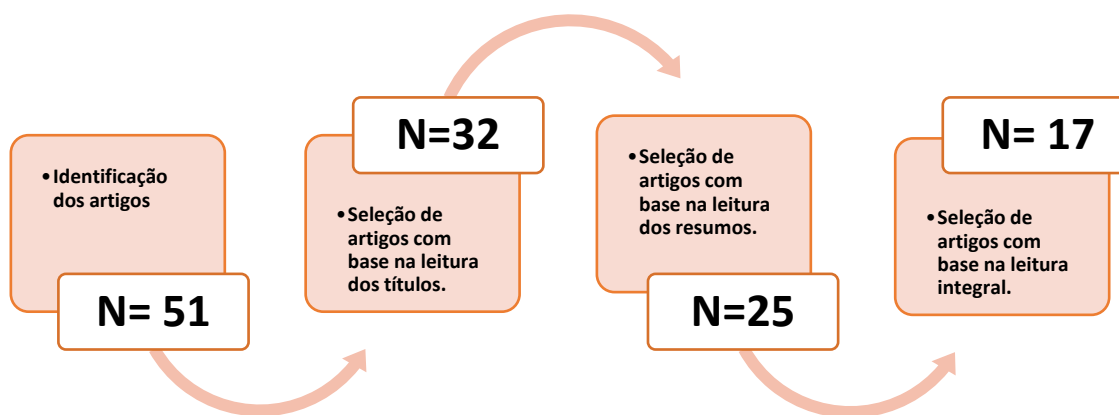 •Identificação
dos artigos
N= 51
N=32
•Seleção de
artigos com
base na leitura
dos títulos.
•Seleção de
artigos com
base na leitura
dos resumos.
N=25
N= 17
•Seleção de
artigos com
base na leitura
integral.